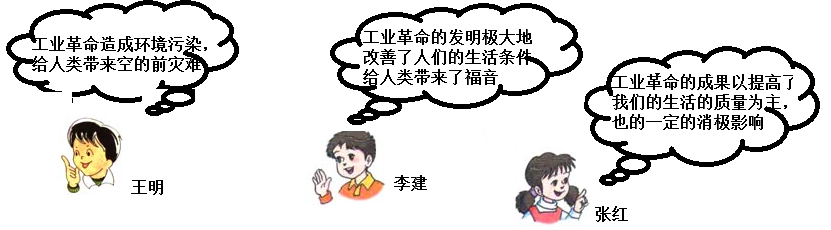 工业革命造成环境污染,
给人类带来空的前灾难
王明
工业革命的发明极大地
改善了人们的生活条件
给人类带来了福音
李建
工业革命的成果以提高了
我们的生活的质量为主,
也的一定的消极影响
张红